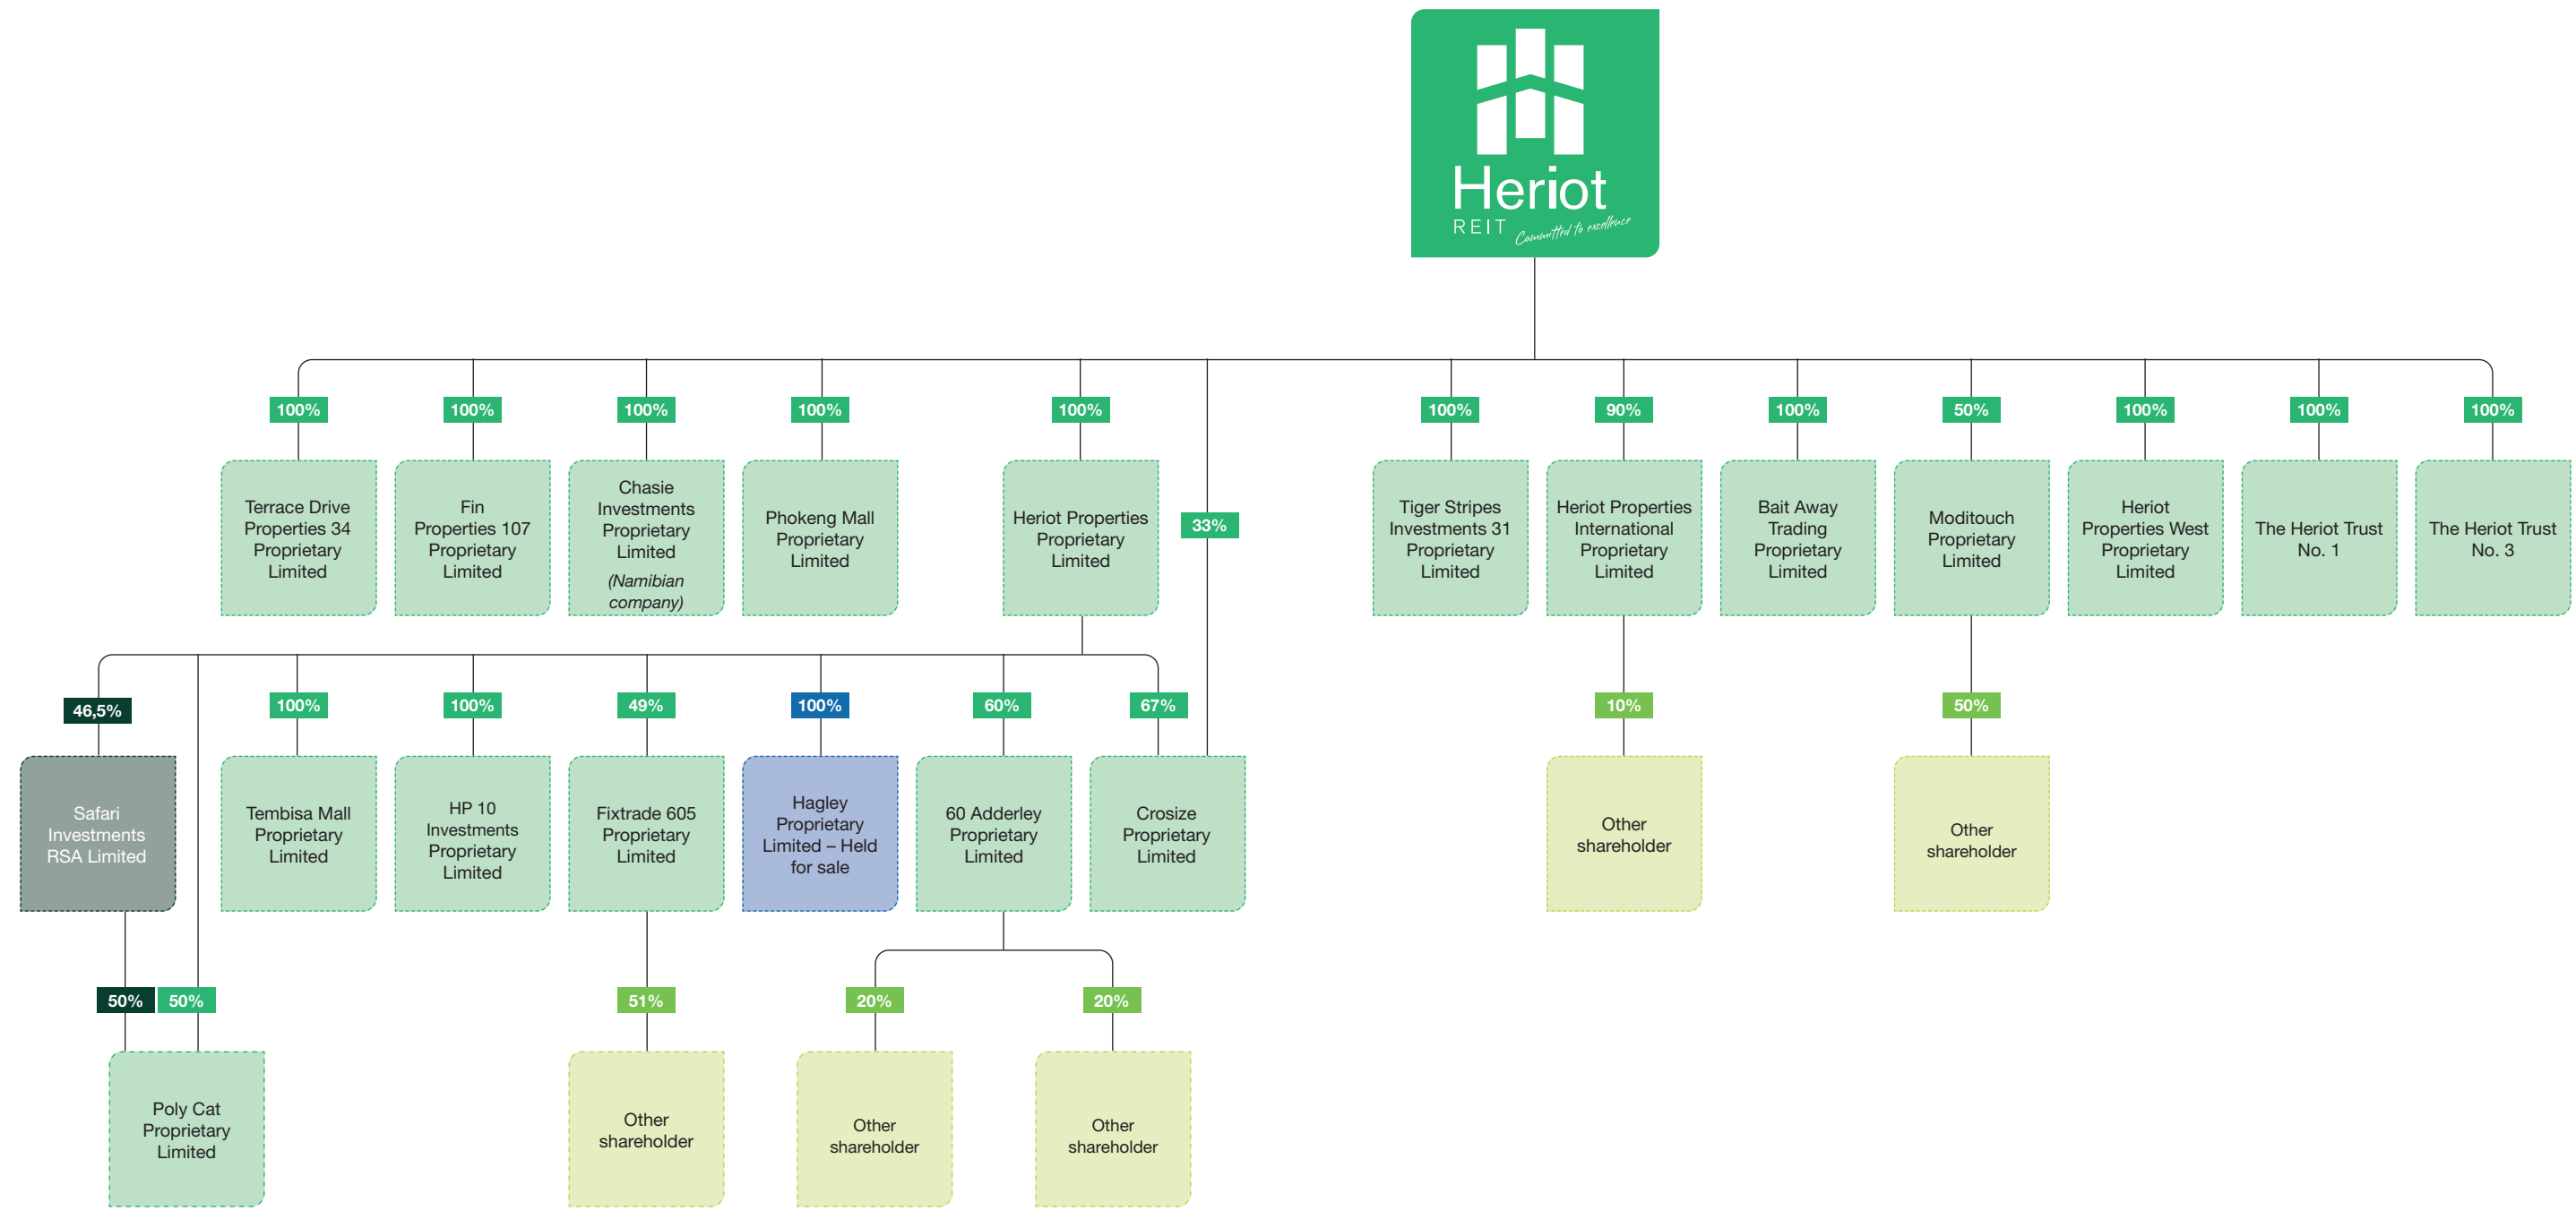 Heriot
REIT
Committed to excellence
100%
100%
100%
100%
100%
33%
100%
90%
100%
50%
100%
100%
100%
Terrace Drive
Properties 34
Proprietary
Limited
Fin
Properties 107
Proprietary
Limited
Chasie
Investments
Proprietary
Limited
(Namibian
company)
Phokeng Mall
Proprietary
Limited
Heriot Properties
Proprietary
Limited
Tiger Stripes
Investments 31
Proprietary
Limited
Heriot Properties
International
Proprietary
Limited
Bait Away
Trading
Proprietary
Limited
Moditouch
Proprietary
Limited
Heriot
Properties West
Proprietary
Limited
The Heriot Trust
No. 1
The Heriot Trust
No. 3
46,5%
100%
100%
49%
100%
60%
67%
10%
50%
Safari
Investments
RSA Limited
Tembisa Mall
Proprietary
Limited
HP 10
Investments
Proprietary
Limited
Fixtrade 605
Proprietary
Limited
Hagley
Proprietary
Limited – Held
for sale
60 Adderley
Proprietary
Limited
Crosize
Proprietary
Limited
Other
shareholder
Other
shareholder
50%
50%
51%
20%
20%
Poly Cat
Proprietary
Limited
Other
shareholder
Other
shareholder
Other
shareholder